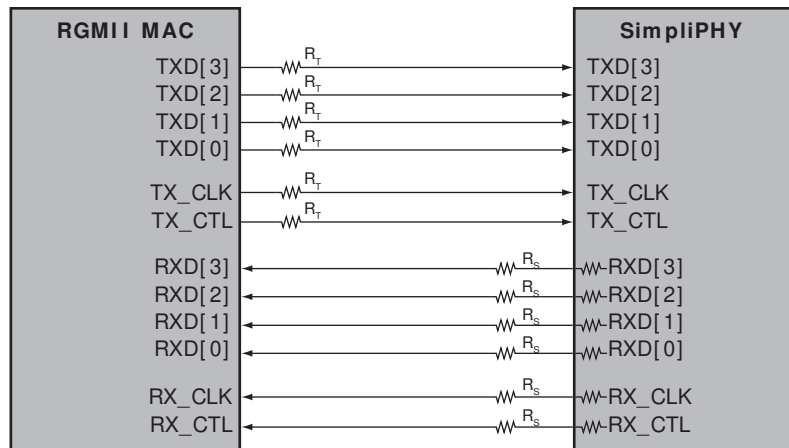 RGMII MAC SimpliPHY
TXD[3] R_T TXD[3]
TXD[2] R_T TXD[2]
TXD[1] R_T TXD[1]
TXD[0] R_T TXD[0]
TX_CLK R_T TX_CLK
TX_CTL R_T TX_CTL
RXD[3] R_S RXD[3]
RXD[2] R_S RXD[2]
RXD[1] R_S RXD[1]
RXD[0] R_S RXD[0]
RX_CLK R_S RX_CLK
RX_CTL R_S RX_CTL